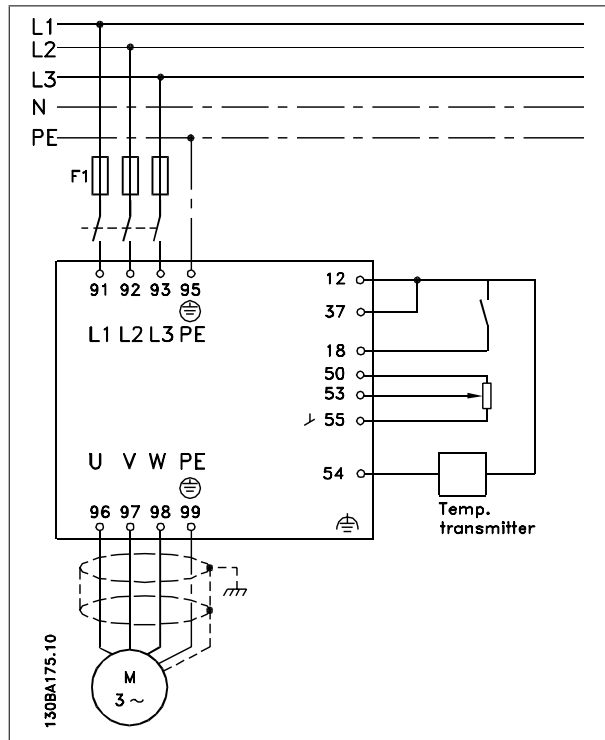 L1
L2
L3
N
PE
F1
91 92 93 95
L1 L2 L3 PE
12
37
18
50
53
55
54
U V W PE
96 97 98 99
Temp.
transmitter
M
3 ~
130BA175.10